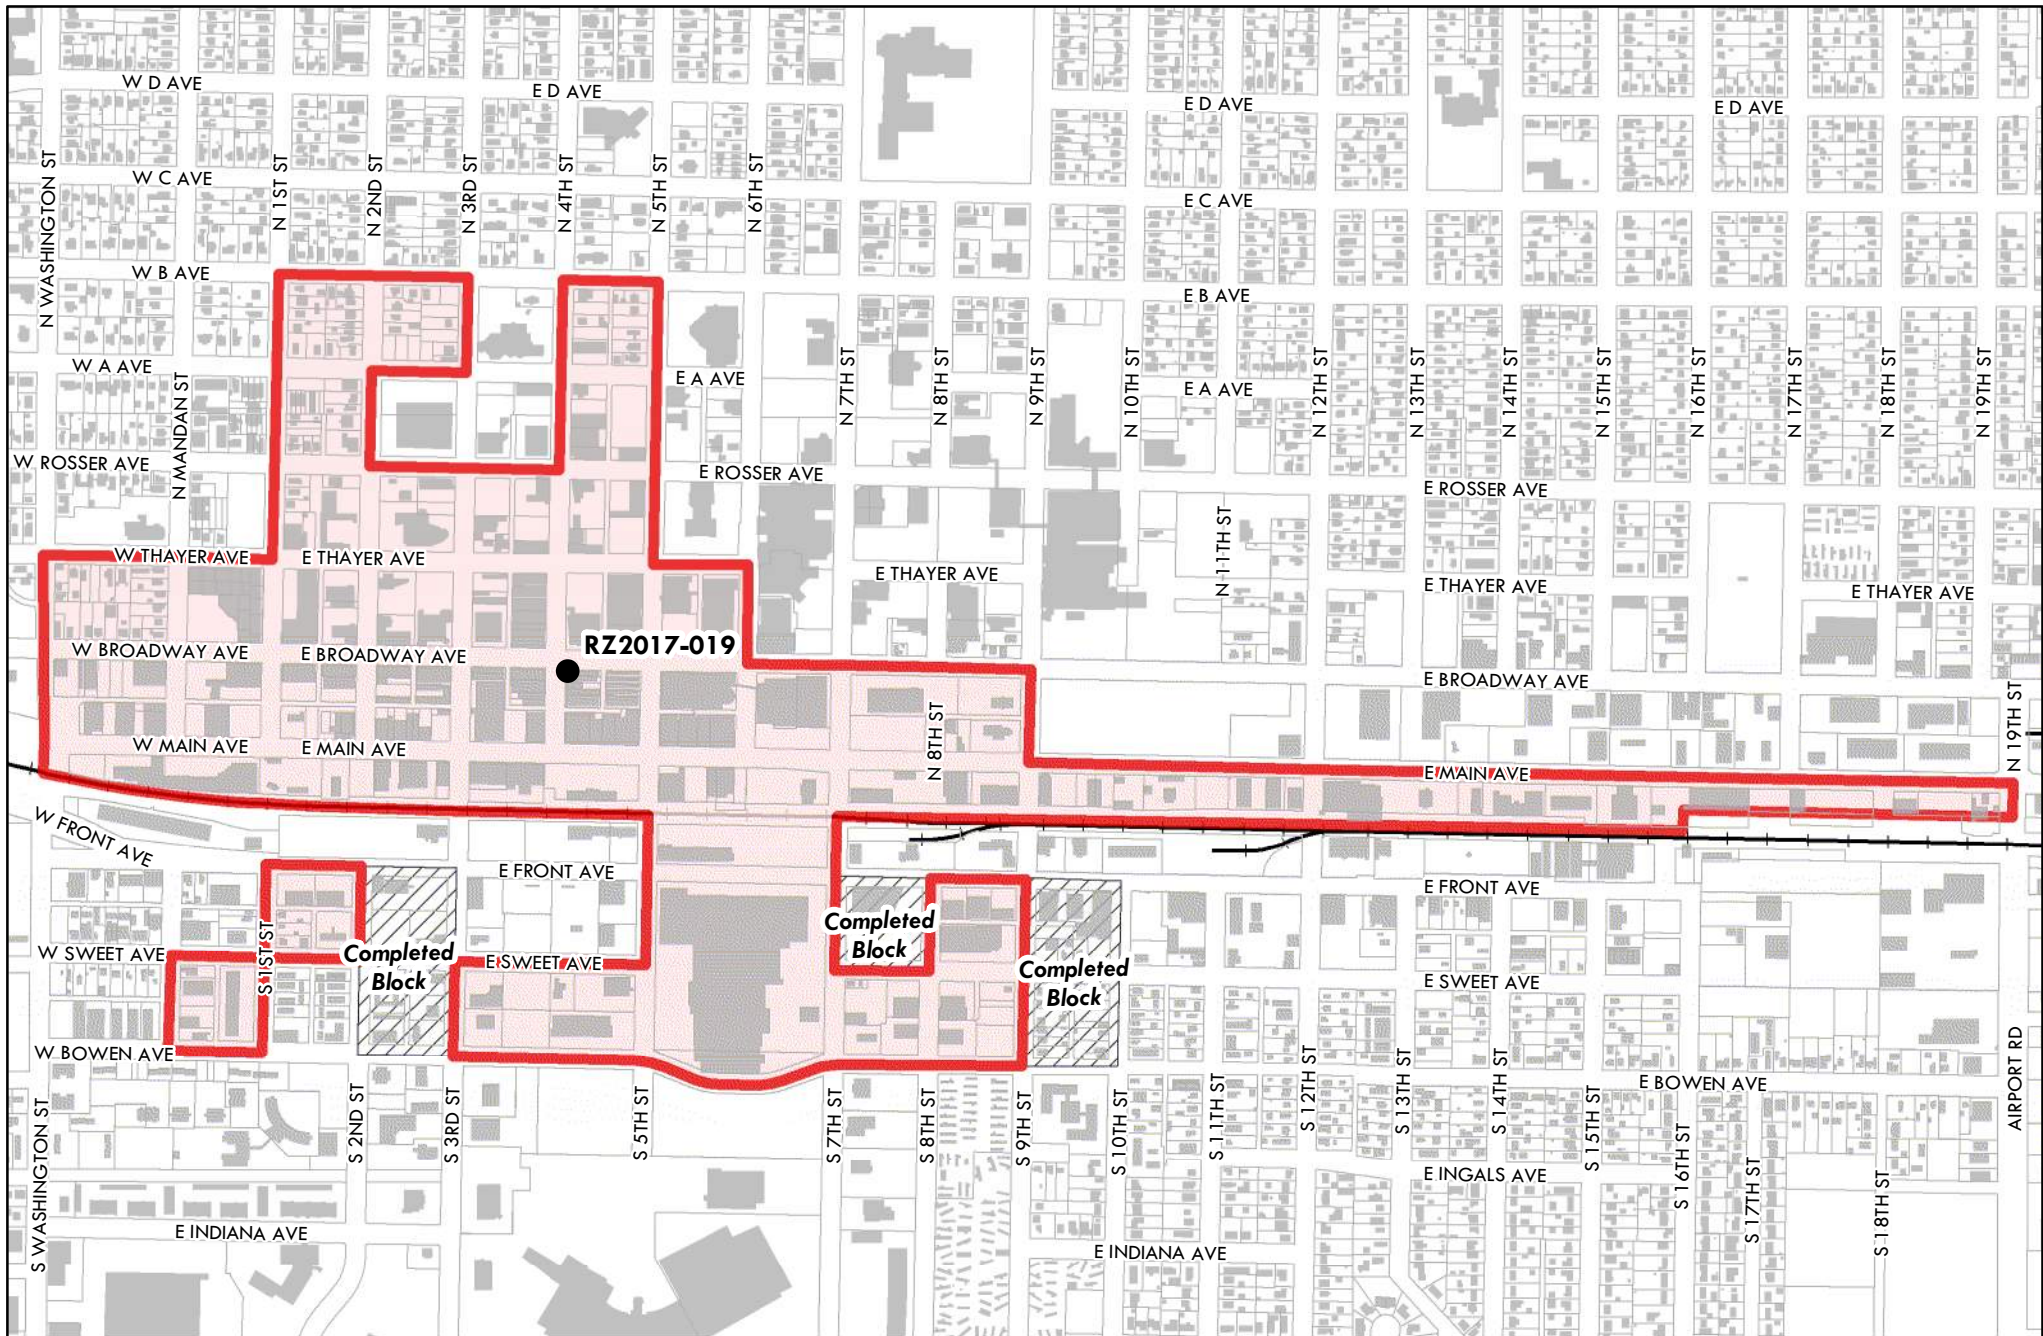 W D AVE
E D AVE
E D AVE
E D AVE
N WASHINGTON ST
W C AVE
N 1ST ST
N 2ND ST
N 3RD ST
N 4TH ST
N 5TH ST
N 6TH ST
E C AVE
W B AVE
E B AVE
W A AVE
N MANDAN ST
E A AVE
N 7TH ST
N 8TH ST
N 9TH ST
N 10TH ST
E A AVE
N 12TH ST
N 13TH ST
N 14TH ST
N 15TH ST
N 16TH ST
N 17TH ST
N 18TH ST
N 19TH ST
W ROSSER AVE
E ROSSER AVE
E ROSSER AVE
N 11TH ST
W THAYER AVE
E THAYER AVE
E THAYER AVE
E THAYER AVE
E THAYER AVE
RZ2017-019
W BROADWAY AVE
E BROADWAY AVE
E BROADWAY AVE
N 8TH ST
N 19TH ST
W MAIN AVE
E MAIN AVE
E MAIN AVE
W FRONT AVE
E FRONT AVE
E FRONT AVE
S 1ST ST
Completed
Block
W SWEET AVE
Completed
Block
E SWEET AVE
Completed
Block
E SWEET AVE
W BOWEN AVE
E BOWEN AVE
AIRPORT RD
S WASHINGTON ST
S 2ND ST
S 3RD ST
S 5TH ST
S 7TH ST
S 8TH ST
S 9TH ST
S 10TH ST
S 11TH ST
S 12TH ST
S 13TH ST
S 14TH ST
S 15TH ST
S 16TH ST
S 17TH ST
S 18TH ST
E INGALS AVE
E INDIANA AVE
E INDIANA AVE